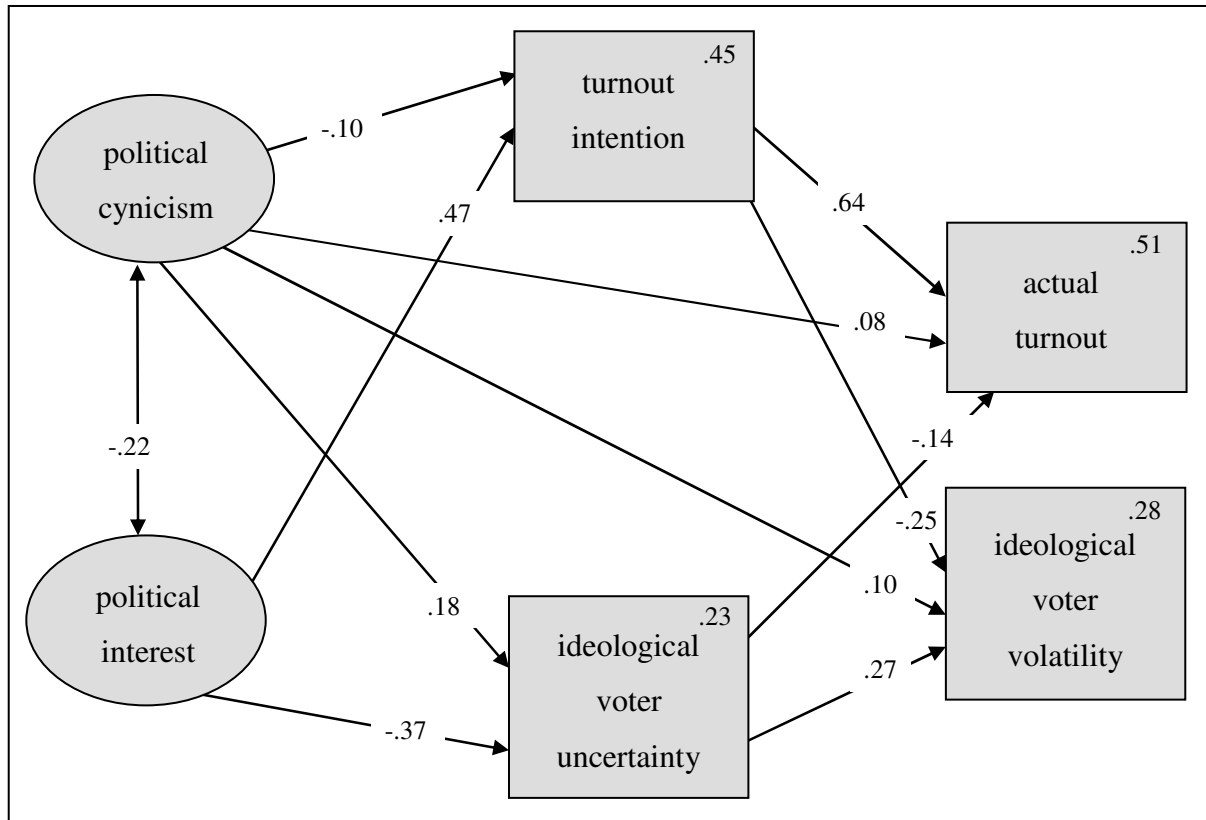 .45
turnout
intention
-.10
political
cynicism
.47
.64
.51
actual
turnout
.08
-.22
-.14
-.25
.28
ideological
voter
volatility
.10
political
interest
.18
.23
ideological
voter
uncertainty
.27
-.37